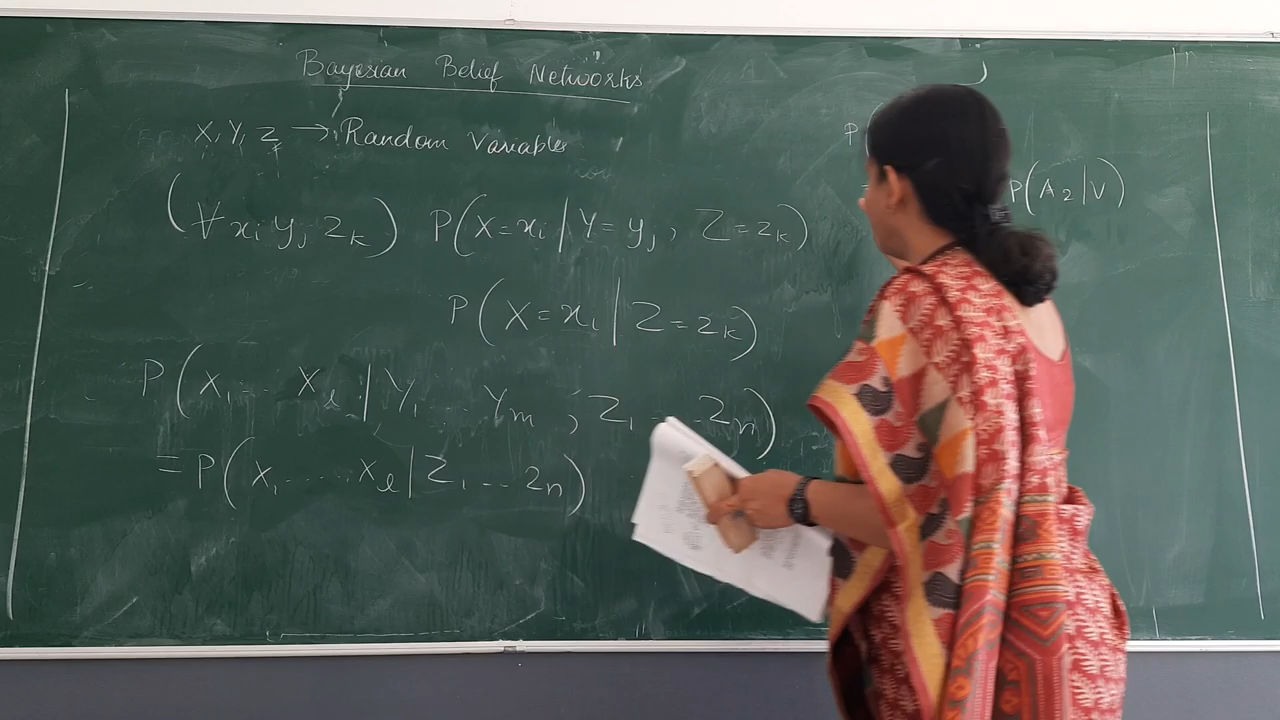 Bayesian Belief Networks
X, Y, Z → Random Variables
(∀ xi yj zk) P(X=xi | Y=yj, Z=zk)
P(X=xi | Z=zk)
P(X1... Xl | Y1... Ym, Z1... Zn)
=P(X1.....Xl | Z1...Zn)
P(
P(A2|V)